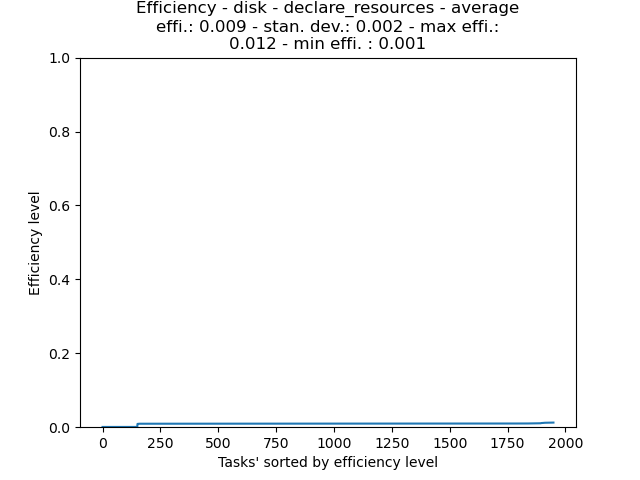 Efficiency - disk - declare_resources - average
effi.: 0.009 - stan. dev.: 0.002 - max effi.:
0.012 - min effi. : 0.001
1.0
0.8
0.6
0.4
0.2
0.0
Efficiency level
0 250 500 750 1000 1250 1500 1750 2000
Tasks' sorted by efficiency level